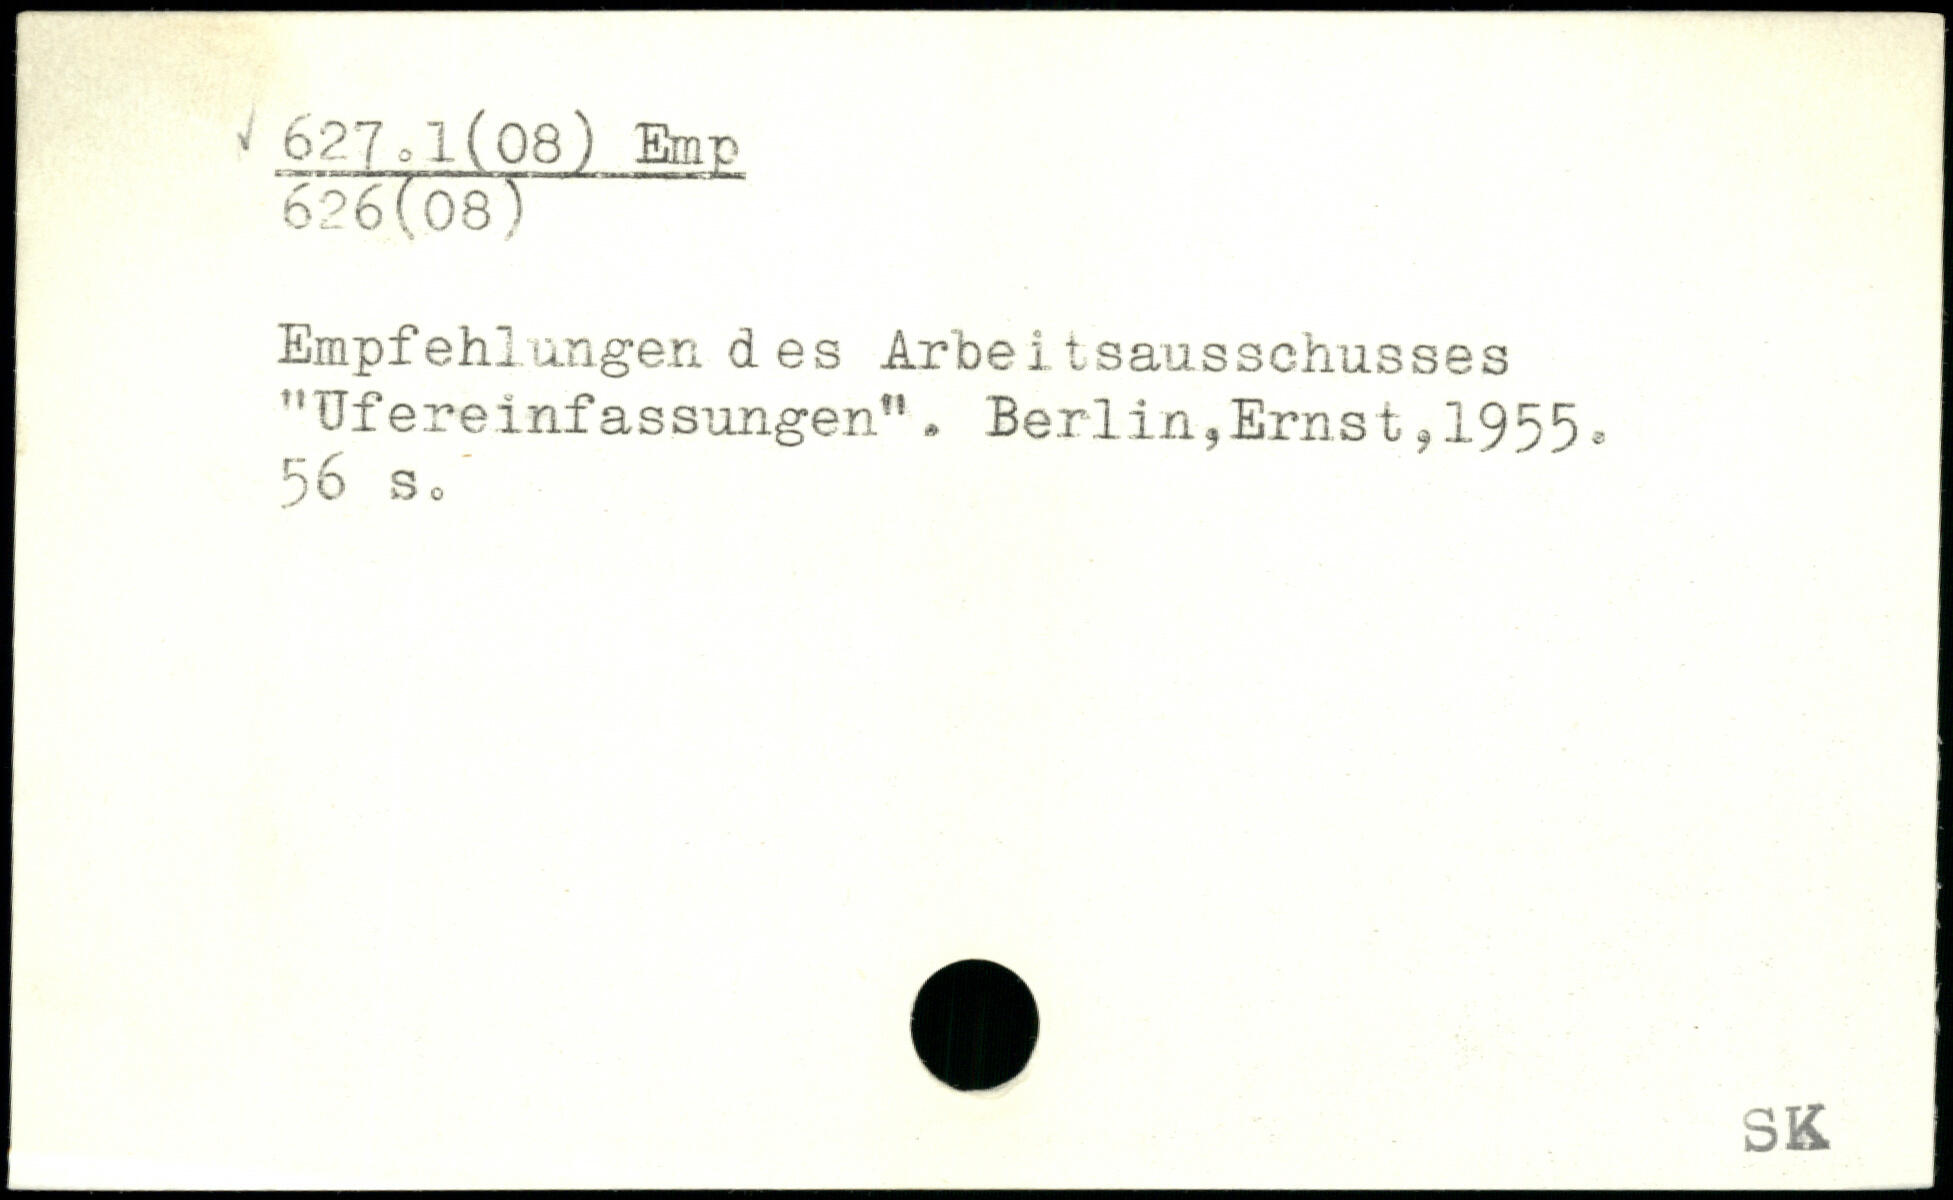 ✓ 627.1(08) Emp
626(08)
Empfehlungen des Arbeitsausschusses
"Ufereinfassungen". Berlin,Ernst,1955.
56 s.
SK